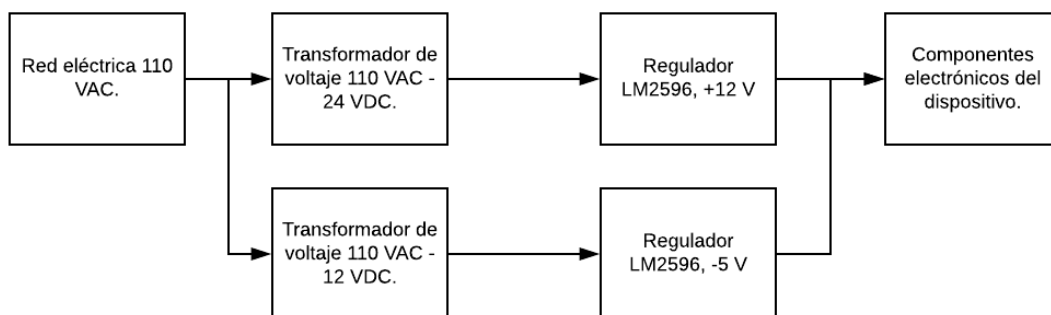 Red eléctrica 110
VAC.
Transformador de
voltaje 110 VAC -
24 VDC.
Regulador
LM2596, +12 V
Componentes
electrónicos del
dispositivo.
Transformador de
voltaje 110 VAC -
12 VDC.
Regulador
LM2596, -5 V